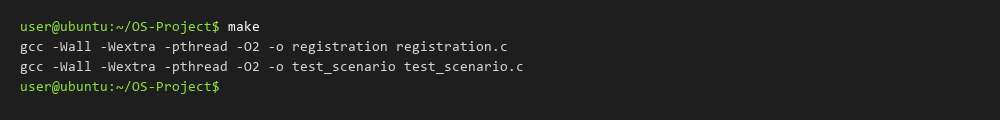 user@ubuntu:~/OS-Project$ make
gcc -Wall -Wextra -pthread -O2 -o registration registration.c
gcc -Wall -Wextra -pthread -O2 -o test_scenario test_scenario.c
user@ubuntu:~/OS-Project$